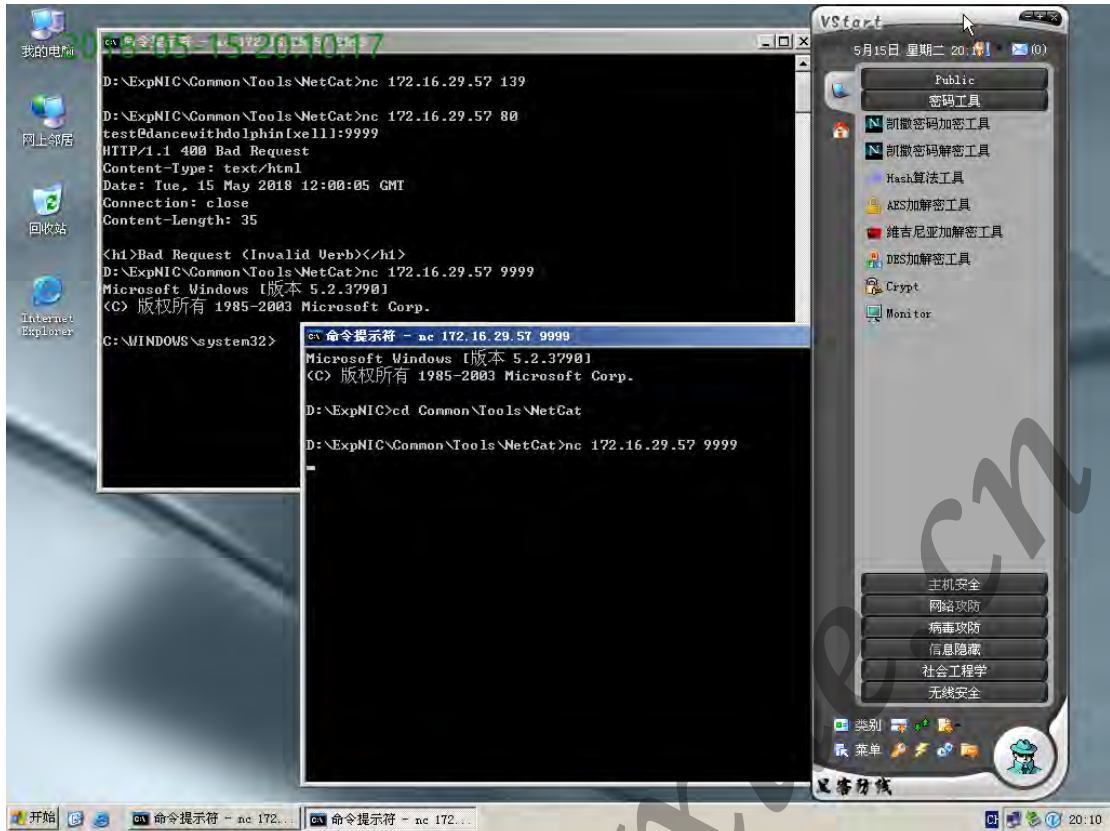 我的电脑
网上邻居
回收站
Internet
Explorer
2018-05-15 20:10:17
D:\ExpNIC\Common\Tools\NetCat>nc 172.16.29.57 139
D:\ExpNIC\Common\Tools\NetCat>nc 172.16.29.57 80
test@dancewithdolphin[xell]:9999
HTTP/1.1 400 Bad Request
Content-Type: text/html
Date: Tue, 15 May 2018 12:00:05 GMT
Connection: close
Content-Length: 35
<h1>Bad Request (Invalid Verb)</h1>
D:\ExpNIC\Common\Tools\NetCat>nc 172.16.29.57 9999
Microsoft Windows [版本 5.2.3790]
(C) 版权所有 1985-2003 Microsoft Corp.
C:\WINDOWS\system32>
命令提示符 - nc 172.16.29.57 9999
Microsoft Windows [版本 5.2.3790]
(C) 版权所有 1985-2003 Microsoft Corp.
D:\ExpNIC>cd Common\Tools\NetCat
D:\ExpNIC\Common\Tools\NetCat>nc 172.16.29.57 9999
VStart
5月15日 星期二 20:1
(0)
Public
密码工具
凯撒密码加密工具
凯撒密码解密工具
Hash算法工具
AES加解密工具
维吉尼亚加解密工具
DES加解密工具
Crypt
Monitor
主机安全
网络攻防
病毒攻防
信息隐藏
社会工程学
无线安全
类别
菜单
黑客防线
开始
命令提示符 - nc 172...
命令提示符 - nc 172...
CH
20:10